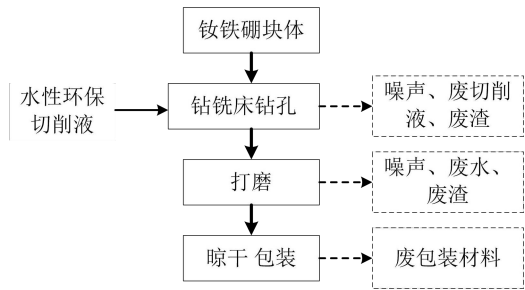 钕铁硼块体
水性环保
切削液
钻铣床钻孔
噪声、废切削
液、废渣
打磨
噪声、废水、
废渣
晾干 包装
废包装材料